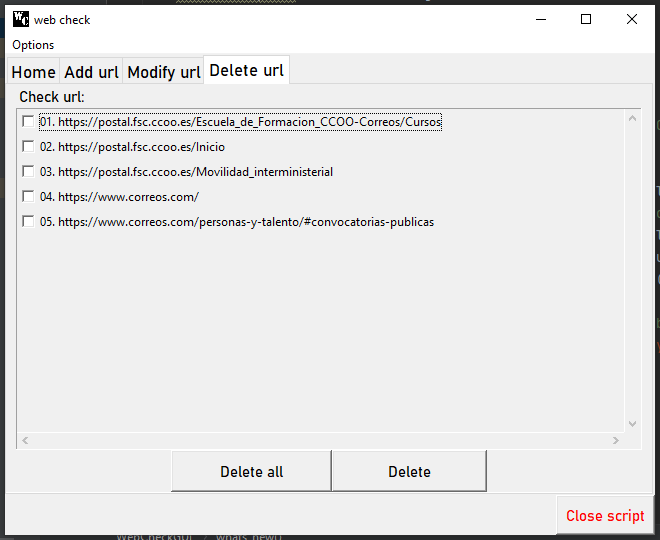 WC web check
Options
Home Add url Modify url Delete url
Check url:
01. https://postal.fsc.ccoo.es/Escuela_de_Formacion_CCOO-Correos/Cursos
02. https://postal.fsc.ccoo.es/Inicio
03. https://postal.fsc.ccoo.es/Movilidad_interministerial
04. https://www.correos.com/
05. https://www.correos.com/personas-y-talento/#convocatorias-publicas
Delete all Delete
Close script